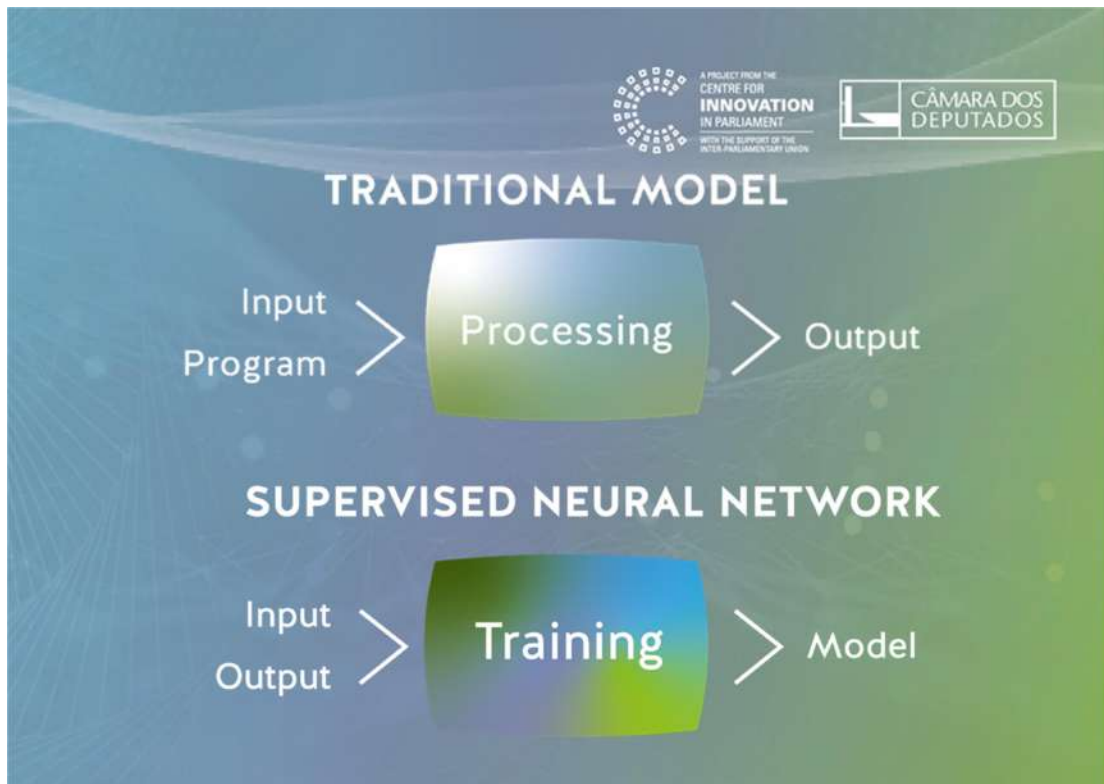 A PROJECT FROM THE
CENTRE FOR
INNOVATION
IN PARLIAMENT
WITH THE SUPPORT OF THE
INTER-PARLIAMENTARY UNION
CÂMARA DOS
DEPUTADOS
TRADITIONAL MODEL
Input
Program
Processing
Output
SUPERVISED NEURAL NETWORK
Input
Output
Training
Model